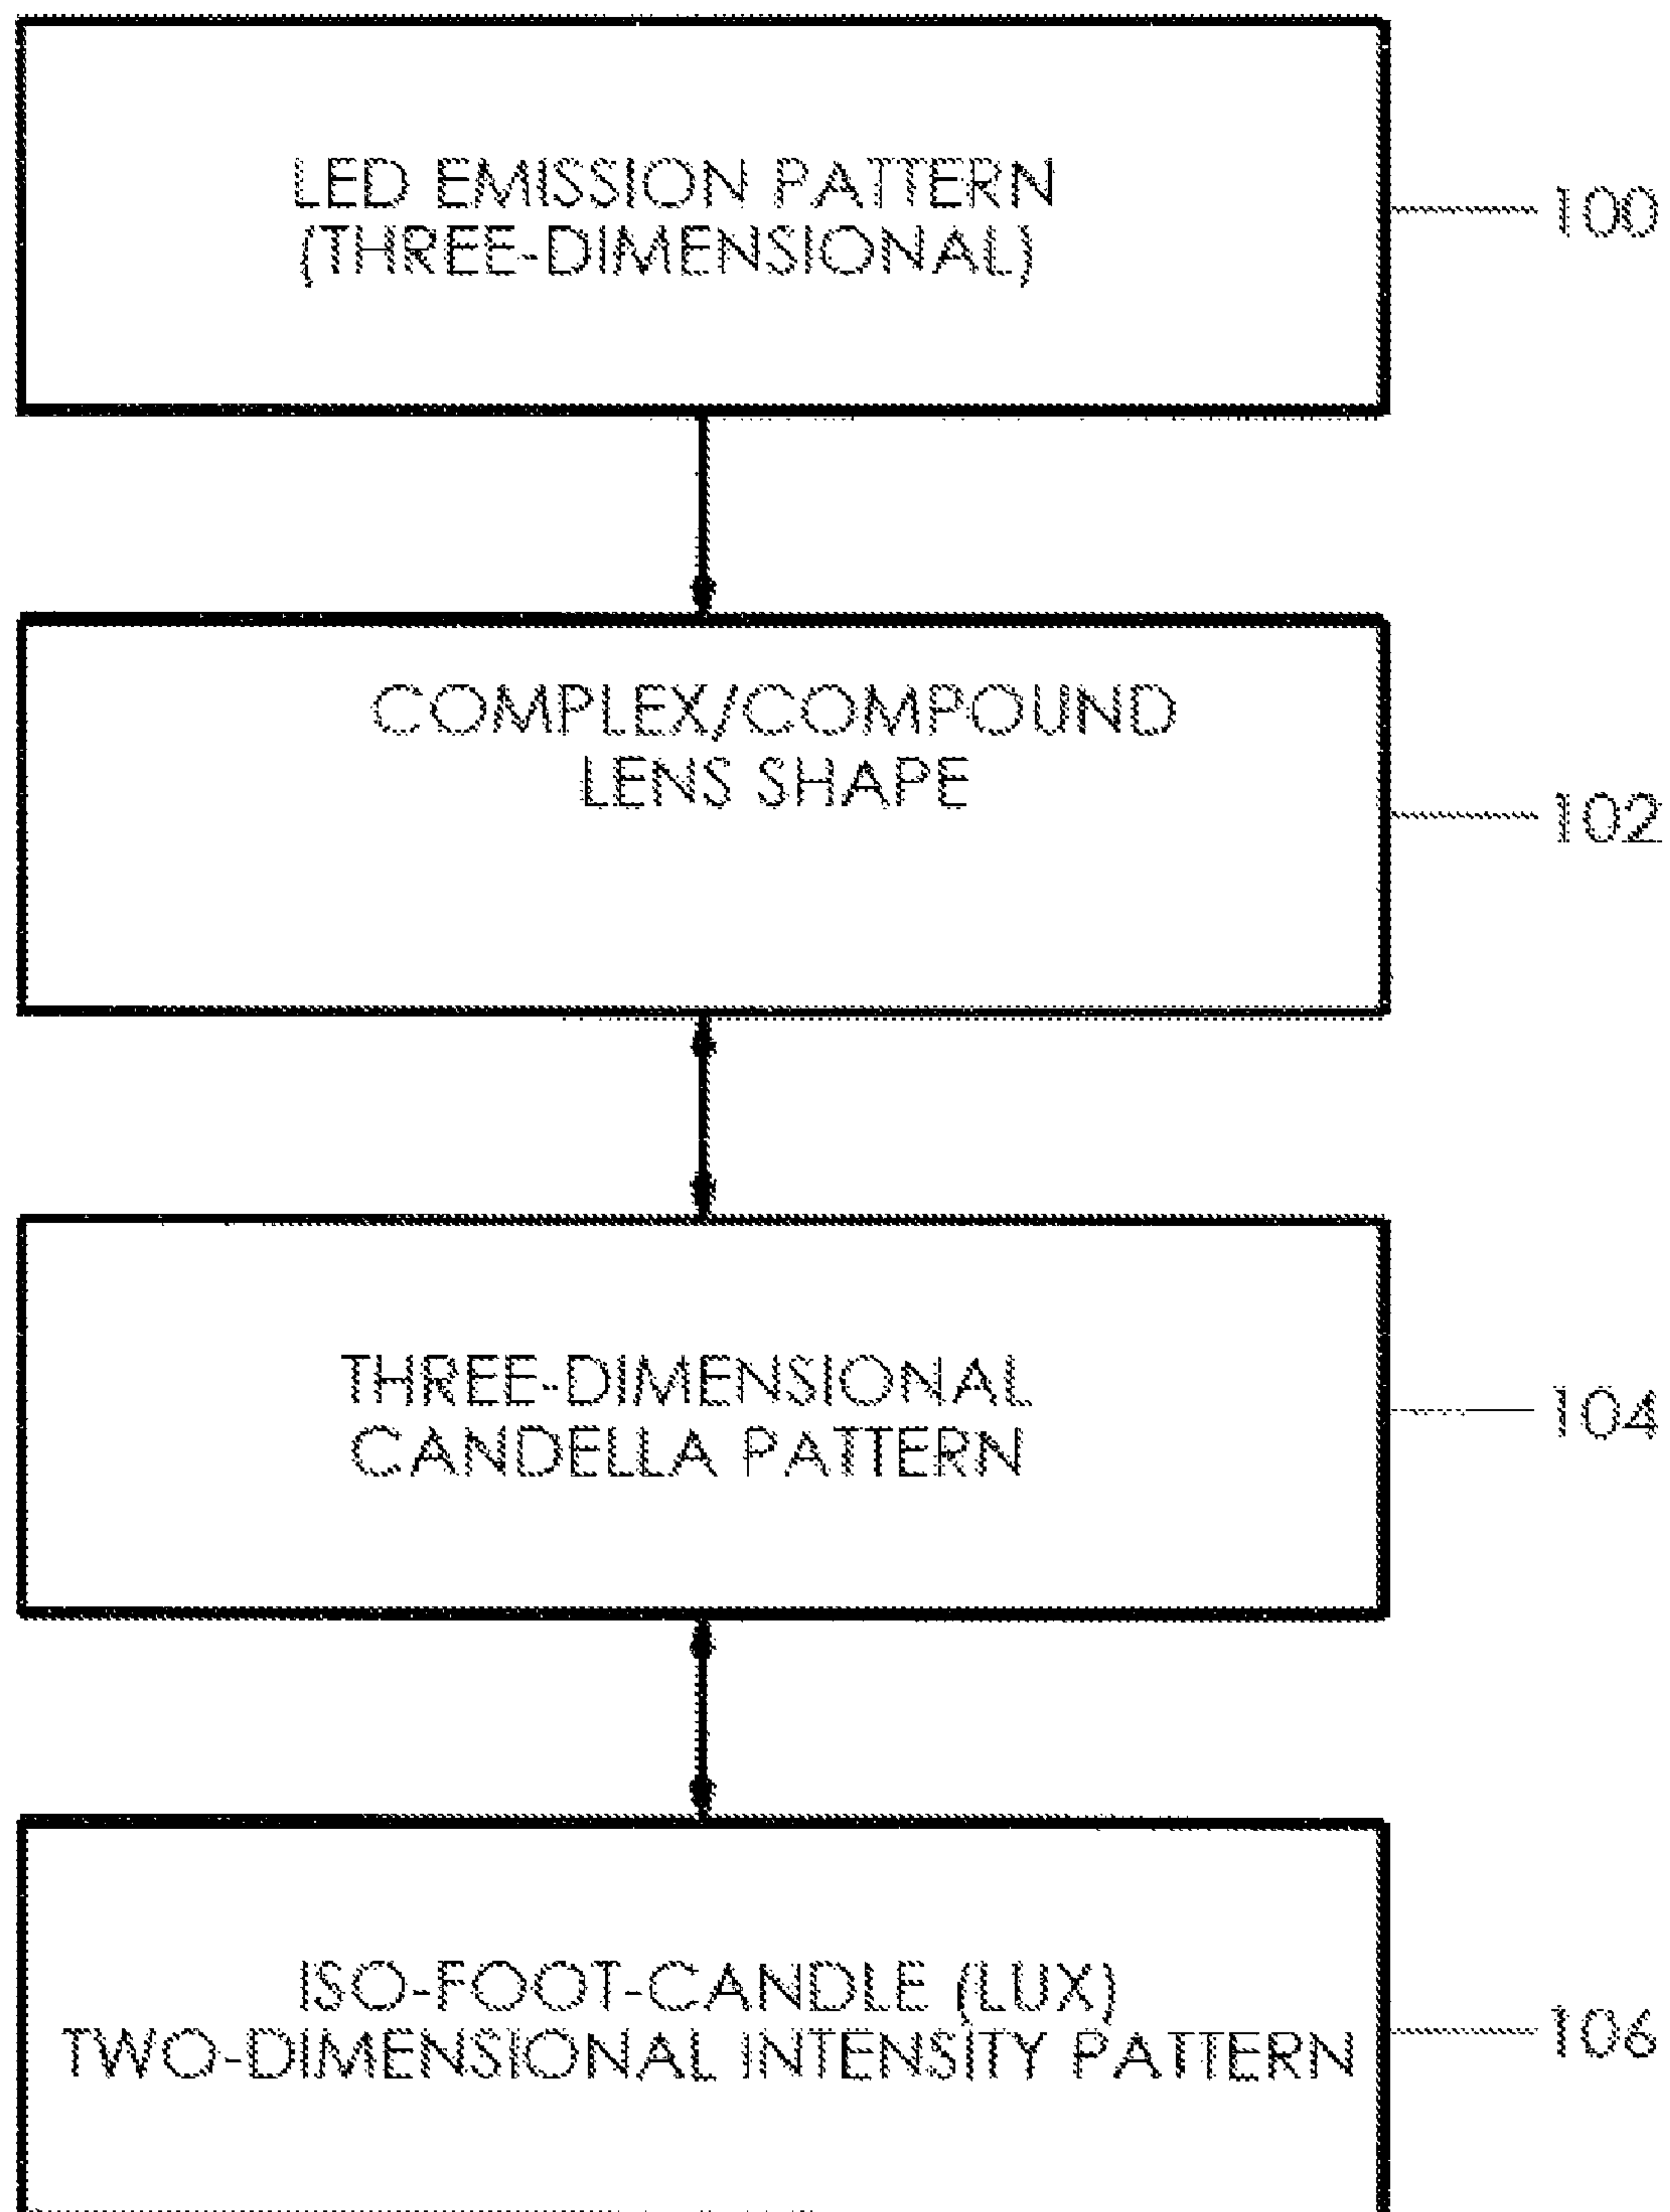 LED EMISSION PATTERN
(THREE-DIMENSIONAL)
100
COMPLEX/COMPOUND
LENS SHAPE
102
THREE-DIMENSIONAL
CANDELLA PATTERN
104
ISO-FOOT-CANDLE (LUX)
TWO-DIMENSIONAL INTENSITY PATTERN
106